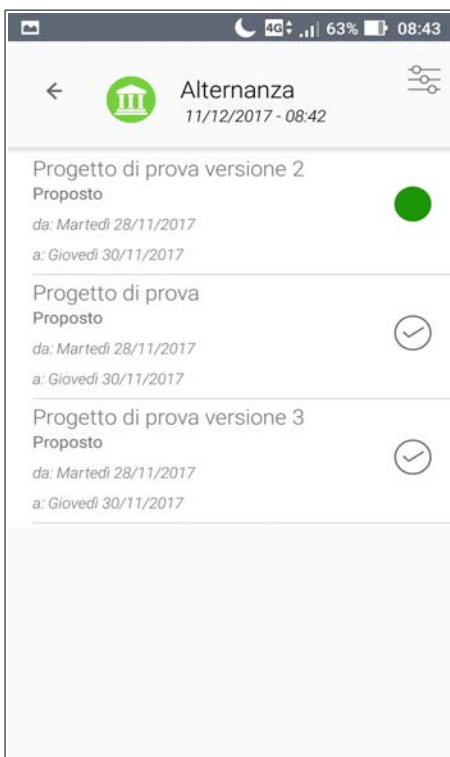 4G 63% 08:43
Alternanza
11/12/2017 - 08:42
Progetto di prova versione 2
Proposto
da: Martedì 28/11/2017
a: Giovedì 30/11/2017
Progetto di prova
Proposto
da: Martedì 28/11/2017
a: Giovedì 30/11/2017
Progetto di prova versione 3
Proposto
da: Martedì 28/11/2017
a: Giovedì 30/11/2017